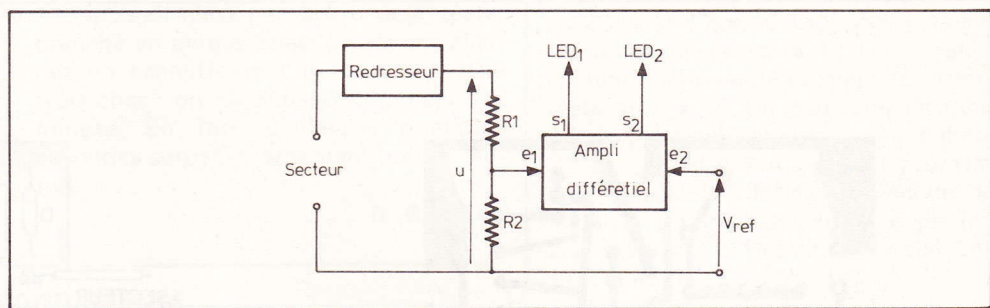 LED1 LED2
Redresseur
R1
s1 s2
Secteur
u
e1
Ampli
différetiel
e2
R2
Vref